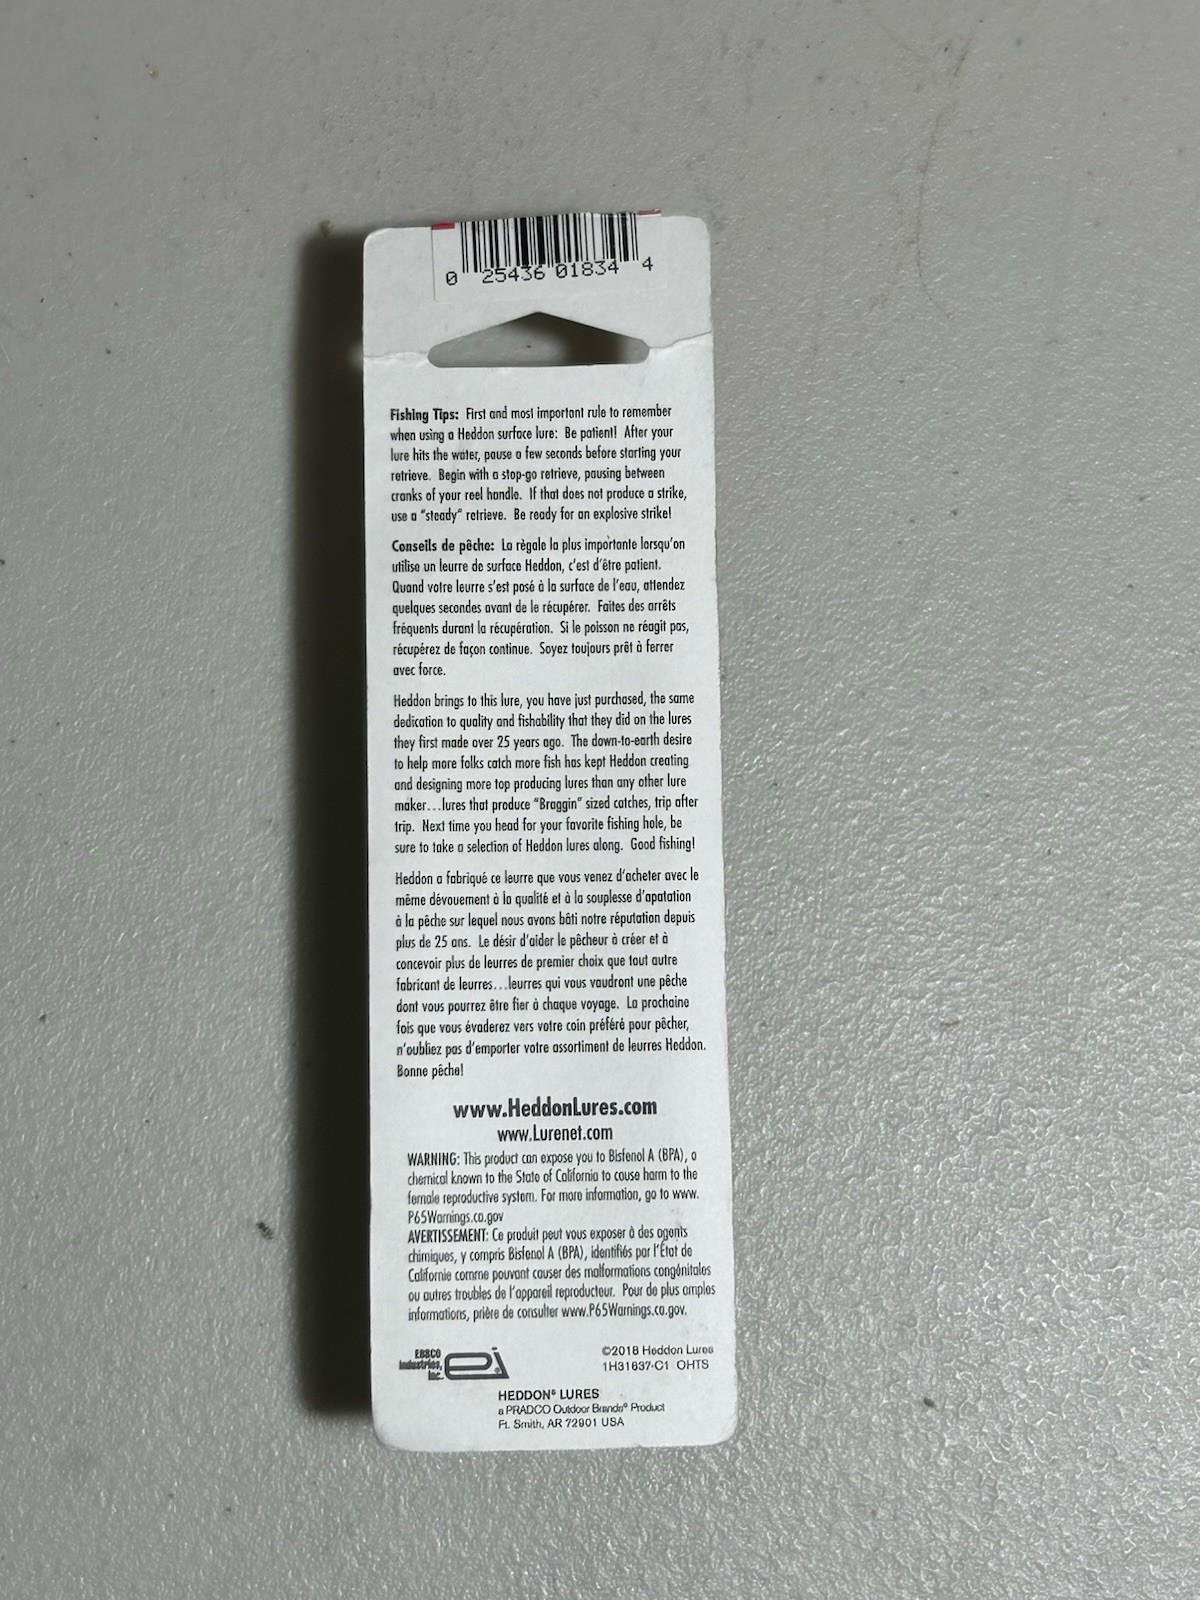 0 25436 01834 4
Fishing Tips: First and most important rule to remember
when using a Heddon surface lure: Be patient! After your
lure hits the water, pause a few seconds before starting your
retrieve. Begin with a stop-go retrieve, pausing between
cranks of your reel handle. If that does not produce a strike,
use a "steady" retrieve. Be ready for an explosive strike!
Conseils de pêche: La règale la plus importante lorsqu'on
utilise un leurre de surface Heddon, c'est d'être patient.
Quand votre leurre s'est posé à la surface de l'eau, attendez
quelques secondes avant de le récupérer. Faites des arrêts
fréquents durant la récupération. Si le poisson ne réagit pas,
récupérez de façon continue. Soyez toujours prêt à ferrer
avec force.
Heddon brings to this lure, you have just purchased, the same
dedication to quality and fishability that they did on the lures
they first made over 25 years ago. The down-to-earth desire
to help more folks catch more fish has kept Heddon creating
and designing more top producing lures than any other lure
maker...lures that produce "Braggin" sized catches, trip after
trip. Next time you head for your favorite fishing hole, be
sure to take a selection of Heddon lures along. Good fishing!
Heddon a fabriqué ce leurre que vous venez d'acheter avec le
même dévouement à la qualité et à la souplesse d'apatation
à la pêche sur lequel nous avons bâti notre réputation depuis
plus de 25 ans. Le désir d'aider le pêcheur à créer et à
concevoir plus de leurres de premier choix que tout autre
fabricant de leurres...leurres qui vous vaudront une pêche
dont vous pourrez être fier à chaque voyage. La prochaine
fois que vous évaderez vers votre coin préféré pour pêcher,
n'oubliez pas d'emporter votre assortiment de leurres Heddon.
Bonne pêche!
www.HeddonLures.com
www.Lurenet.com
WARNING: This product can expose you to Bisfenol A (BPA), a
chemical known to the State of California to cause harm to the
female reproductive system. For more information, go to www.
P65Warnings.ca.gov
AVERTISSEMENT: Ce produit peut vous exposer à des agents
chimiques, y compris Bisfenol A (BPA), identifiés par l'État de
Californie comme pouvant causer des malformations congénitales
ou autres troubles de l'appareil reproducteur. Pour de plus amples
informations, prière de consulter www.P65Warnings.ca.gov.
EBSCO
Industries,
Inc.
ei
©2018 Heddon Lures
1H31637-C1 OHTS
HEDDON® LURES
a PRADCO Outdoor Brands® Product
Ft. Smith, AR 72901 USA